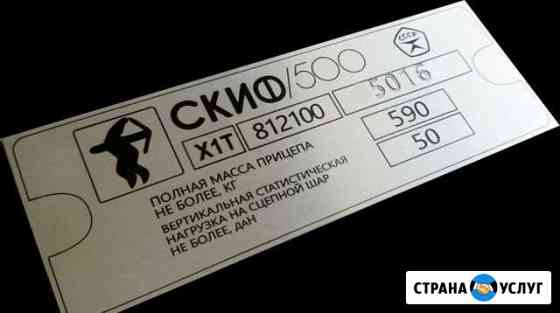 СКИФ/500
СССР
Х1Т 812100 5016
ПОЛНАЯ МАССА ПРИЦЕПА
НЕ БОЛЕЕ, КГ
590
ВЕРТИКАЛЬНАЯ СТАТИСТИЧЕСКАЯ
НАГРУЗКА НА СЦЕПНОЙ ШАР
НЕ БОЛЕЕ, даН
50
СТРАНА УСЛУГ